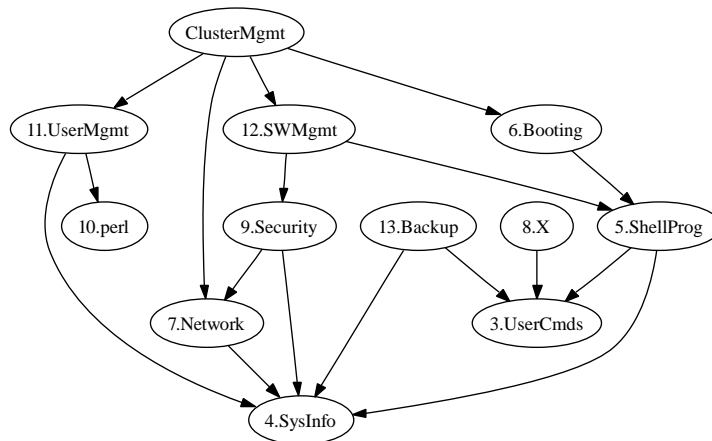 ClusterMgmt
11.UserMgmt
12.SWMgmt
6.Booting
10.perl
9.Security
13.Backup
8.X
5.ShellProg
7.Network
3.UserCmds
4.SysInfo